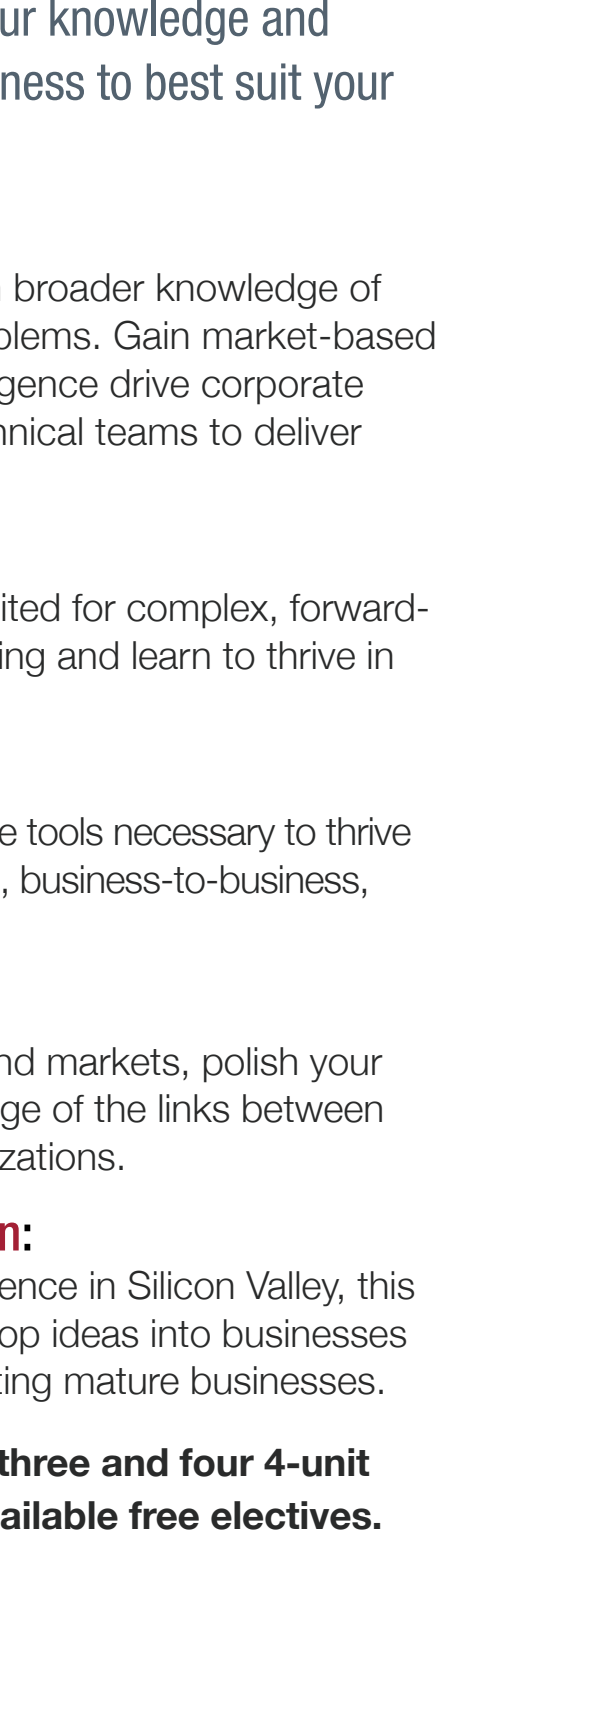 ur knowledge and
ness to best suit your
broader knowledge of
blems. Gain market-based
gence drive corporate
hnical teams to deliver
ited for complex, forward-
ing and learn to thrive in
e tools necessary to thrive
, business-to-business,
nd markets, polish your
ge of the links between
zations.
n:
ence in Silicon Valley, this
op ideas into businesses
ting mature businesses.
three and four 4-unit
ailable free electives.